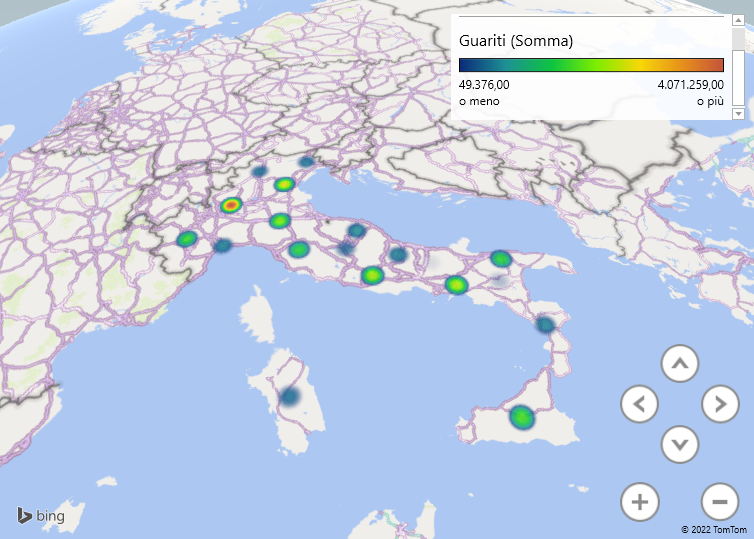 Guariti (Somma)
49.376,00 4.071.259,00
o meno o più
bing
© 2022 TomTom